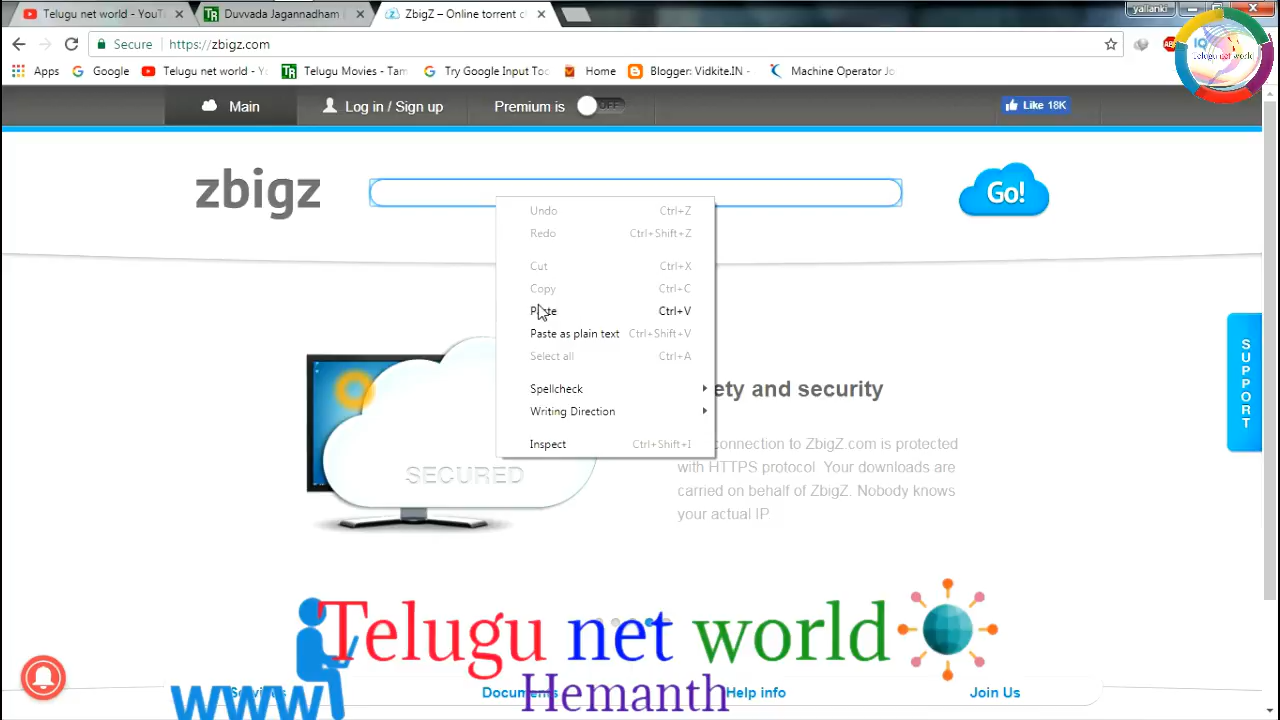 Telugu net world - YouT
Duvvada Jagannadham
ZbigZ – Online torrent c
yallanki
Secure
https://zbigz.com
Apps
Google
Telugu net world - Yo
Telugu Movies - Tam
Try Google Input Too
Home
Blogger: Vidkite.IN -
Machine Operator Jo
Telugu net world
Main
Log in / Sign up
Premium is
OFF
Like 18K
zbigz
Go!
Undo Ctrl+Z
Redo Ctrl+Shift+Z
Cut Ctrl+X
Copy Ctrl+C
Paste Ctrl+V
Paste as plain text Ctrl+Shift+V
Select all Ctrl+A
Spellcheck
Writing Direction
Inspect Ctrl+Shift+I
SECURED
ety and security
connection to ZbigZ.com is protected
with HTTPS protocol. Your downloads are
carried on behalf of ZbigZ. Nobody knows
your actual IP
SUPPORT
Telugu net world
Hemanth
www
Documents
Help info
Join Us